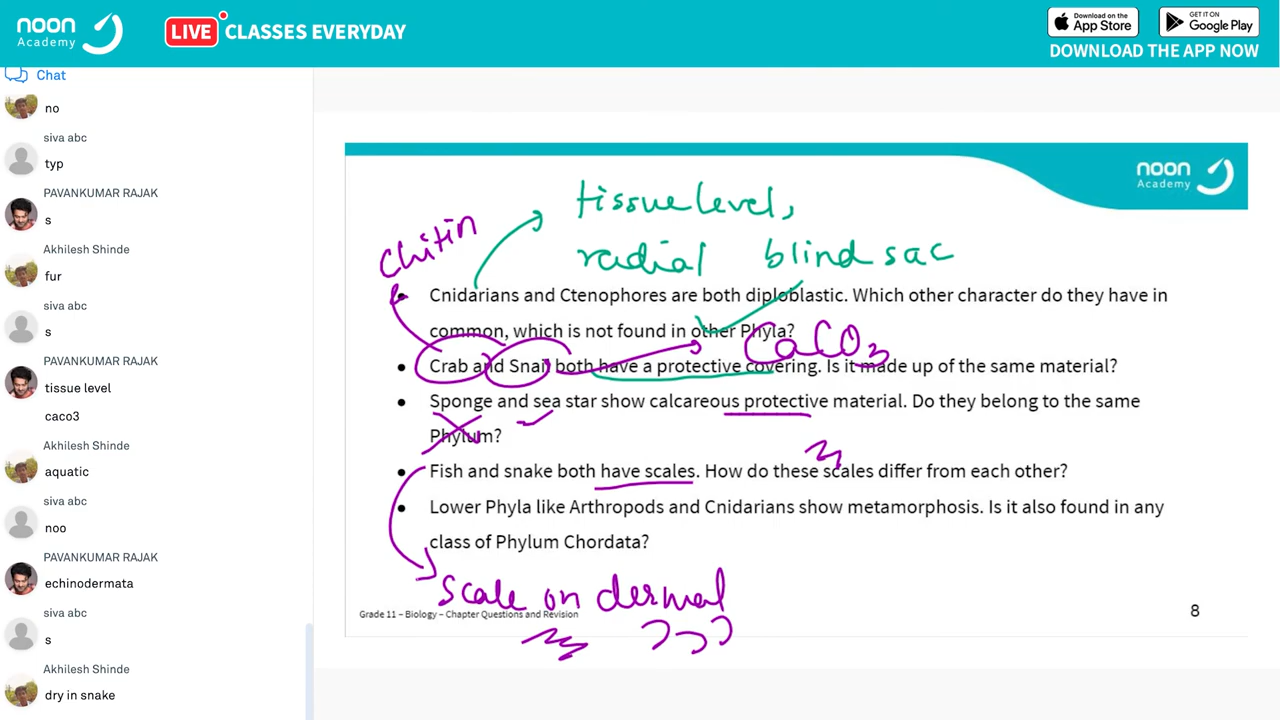 noon
Academy
LIVE CLASSES EVERYDAY
Download on the
App Store
GET IT ON
Google Play
DOWNLOAD THE APP NOW
Chat
no
siva abc
typ
PAVANKUMAR RAJAK
s
Akhilesh Shinde
fur
siva abc
s
PAVANKUMAR RAJAK
tissue level
caco3
Akhilesh Shinde
aquatic
siva abc
noo
PAVANKUMAR RAJAK
echinodermata
siva abc
s
Akhilesh Shinde
dry in snake
noon
Academy
tissue level,
radial blind sac
chitin
• Cnidarians and Ctenophores are both diploblastic. Which other character do they have in
common, which is not found in other Phyla?
CaCO3
• Crab and Snail both have a protective covering. Is it made up of the same material?
• Sponge and sea star show calcareous protective material. Do they belong to the same
Phylum?
• Fish and snake both have scales. How do these scales differ from each other?
• Lower Phyla like Arthropods and Cnidarians show metamorphosis. Is it also found in any
class of Phylum Chordata?
scale on dermal
Grade 11 – Biology – Chapter Questions and Revision
8